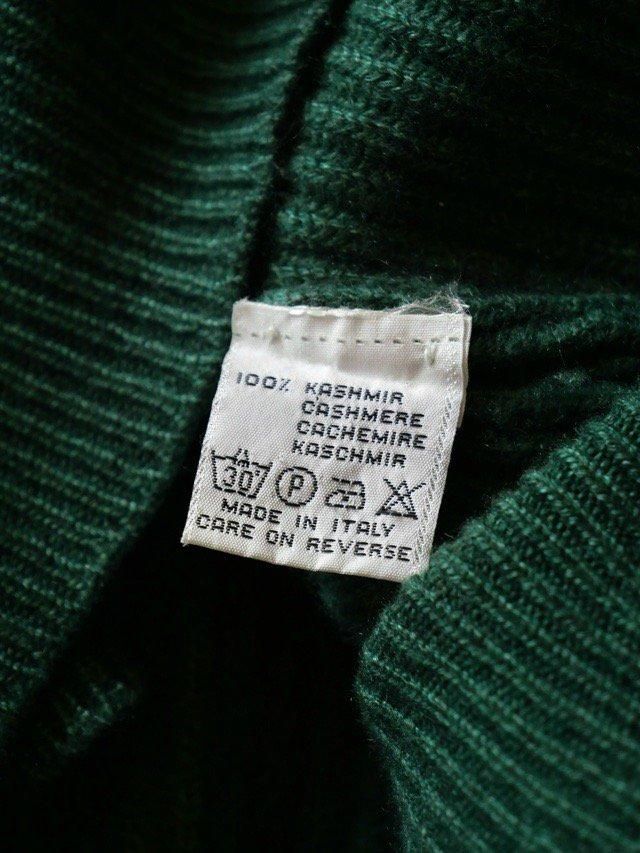 100% KASHMIR
CASHMERE
CACHEMIRE
KASCHMIR
30 P
MADE IN ITALY
CARE ON REVERSE